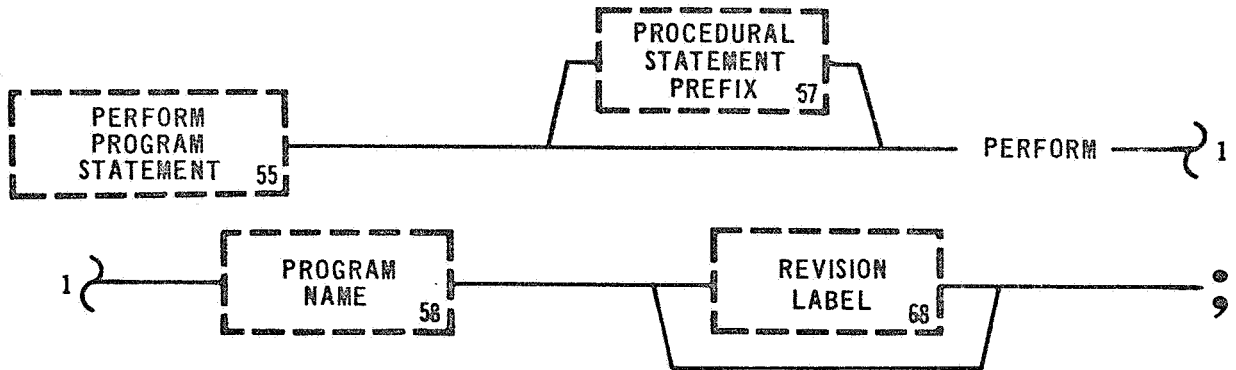 PROCEDURAL
STATEMENT
PREFIX 57
PERFORM
PROGRAM
STATEMENT 55
PERFORM 1
1
PROGRAM
NAME
58
REVISION
LABEL
68
;